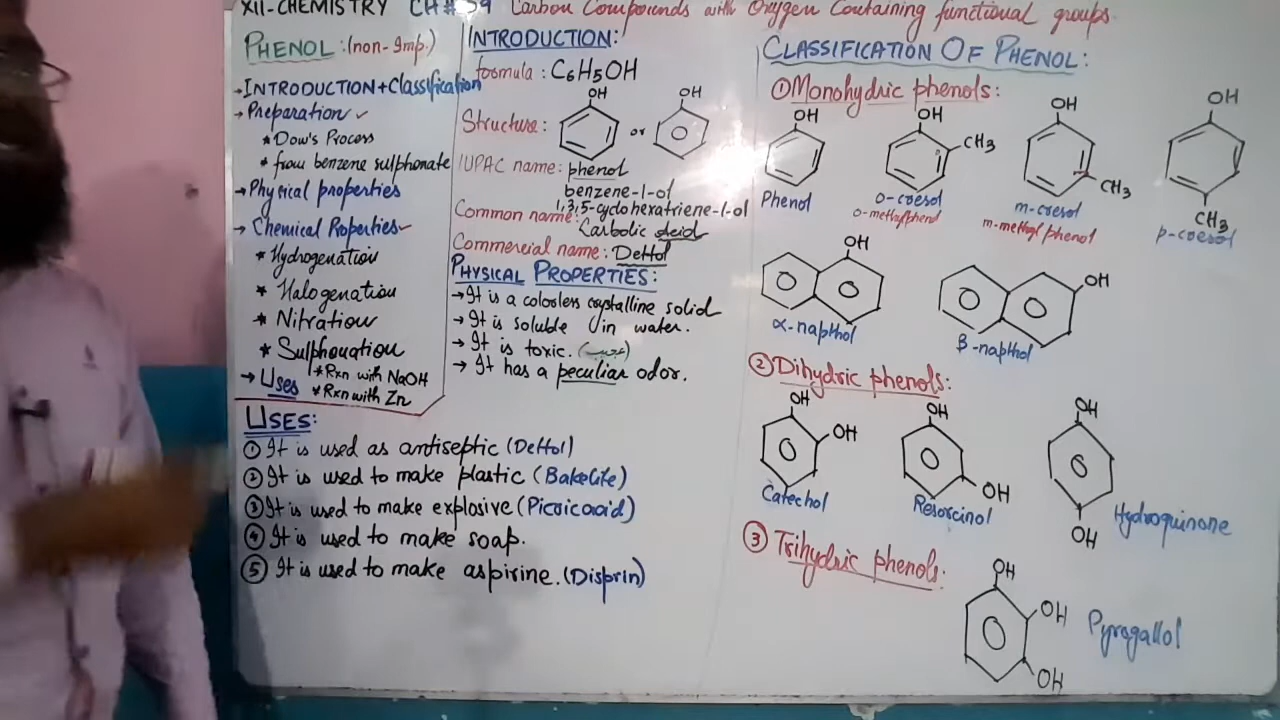 XII-CHEMISTRY CH# 9 Carbon Compounds with Oxygen Containing functional groups.
PHENOL: (non-Imp.)
→INTRODUCTION+Classification
→Preparation
* Dow's Process
* from benzene sulphonate
→Physical properties
→Chemical Properties
* Hydrogenation
* Halogenation
* Nitration
* Sulphonation
* Rxn with NaOH
* Rxn with Zn
→Uses
INTRODUCTION:
formula: C6H5OH
Structure: OH or OH
IUPAC name: phenol
benzene-1-ol
1,3,5-cyclohexatriene-1-ol
Common name: Carbolic acid
Commercial name: Dettol
PHYSICAL PROPERTIES:
→It is a colorless crystalline solid
→It is soluble in water.
→It is toxic.
→It has a peculiar odor.
USES:
① It is used as antiseptic (Dettol)
② It is used to make plastic (Bakelite)
③ It is used to make explosive (Picric acid)
④ It is used to make soap.
⑤ It is used to make aspirine. (Disprin)
CLASSIFICATION OF PHENOL:
① Monohydric phenols:
OH
Phenol
OH
CH3
o-cresol
o-methylphenol
OH
CH3
m-cresol
m-methyl phenol
OH
CH3
p-cresol
OH
α-napthol
OH
β-napthol
② Dihydric phenols:
OH
OH
Catechol
OH
OH
Resorcinol
OH
OH
Hydroquinone
③ Trihydric phenols:
OH
OH
OH
Pyrogallol